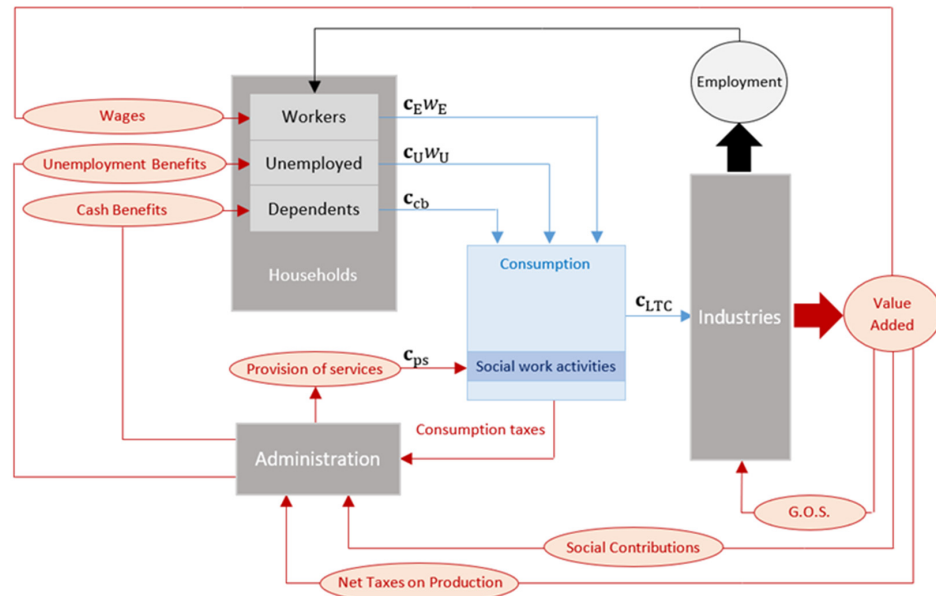 Employment
Wages
Workers
𝐜E𝑤E
Unemployment Benefits
Unemployed
𝐜U𝑤U
Cash Benefits
Dependents
𝐜cb
Households
Consumption
𝐜LTC
Industries
Value
Added
Provision of services
𝐜ps
Social work activities
Consumption taxes
Administration
G.O.S.
Social Contributions
Net Taxes on Production